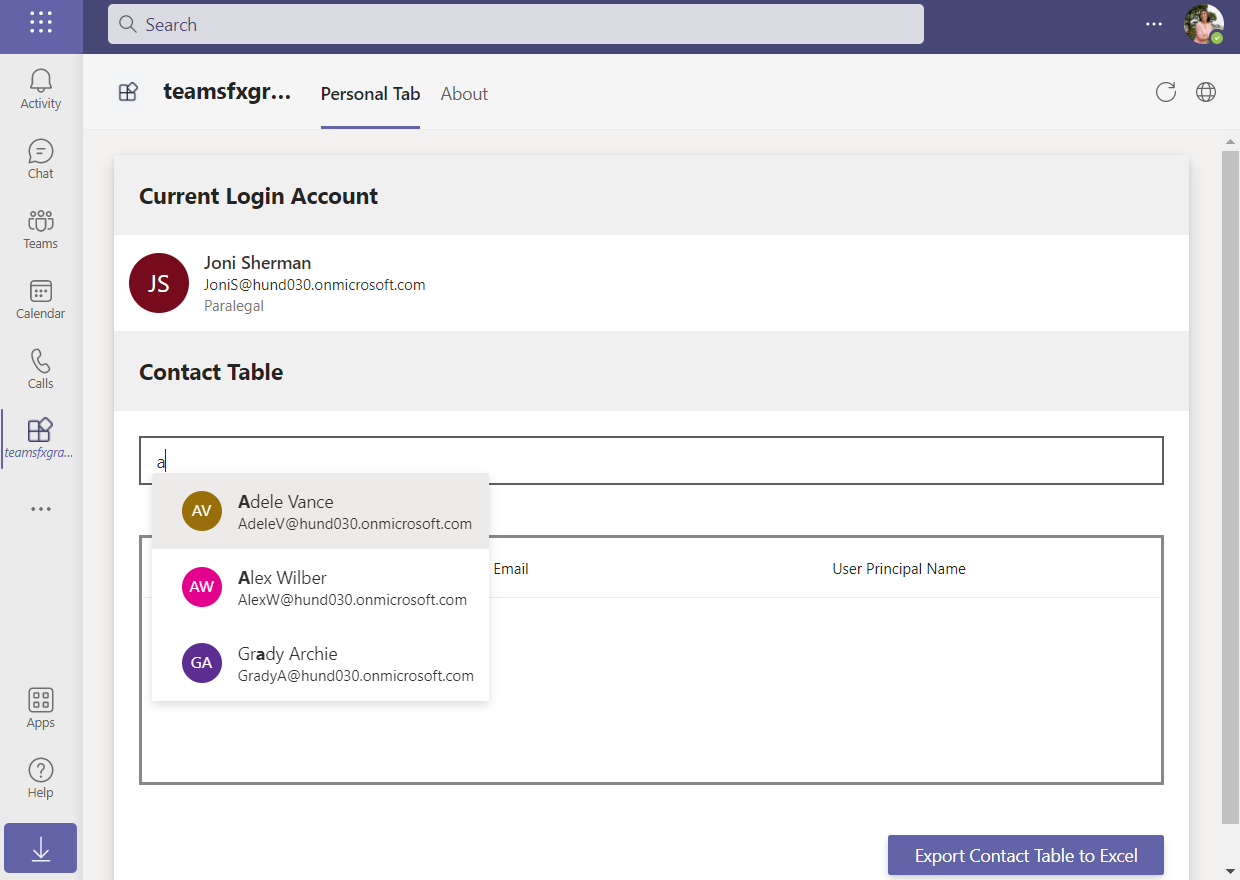 Search
Activity
Chat
Teams
Calendar
Calls
teamsfxgra...
Apps
Help
teamsfxgr...
Personal Tab
About
Current Login Account
JS
Joni Sherman
JoniS@hund030.onmicrosoft.com
Paralegal
Contact Table
a
AV
Adele Vance
AdeleV@hund030.onmicrosoft.com
AW
Alex Wilber
AlexW@hund030.onmicrosoft.com
GA
Grady Archie
GradyA@hund030.onmicrosoft.com
Email
User Principal Name
Export Contact Table to Excel